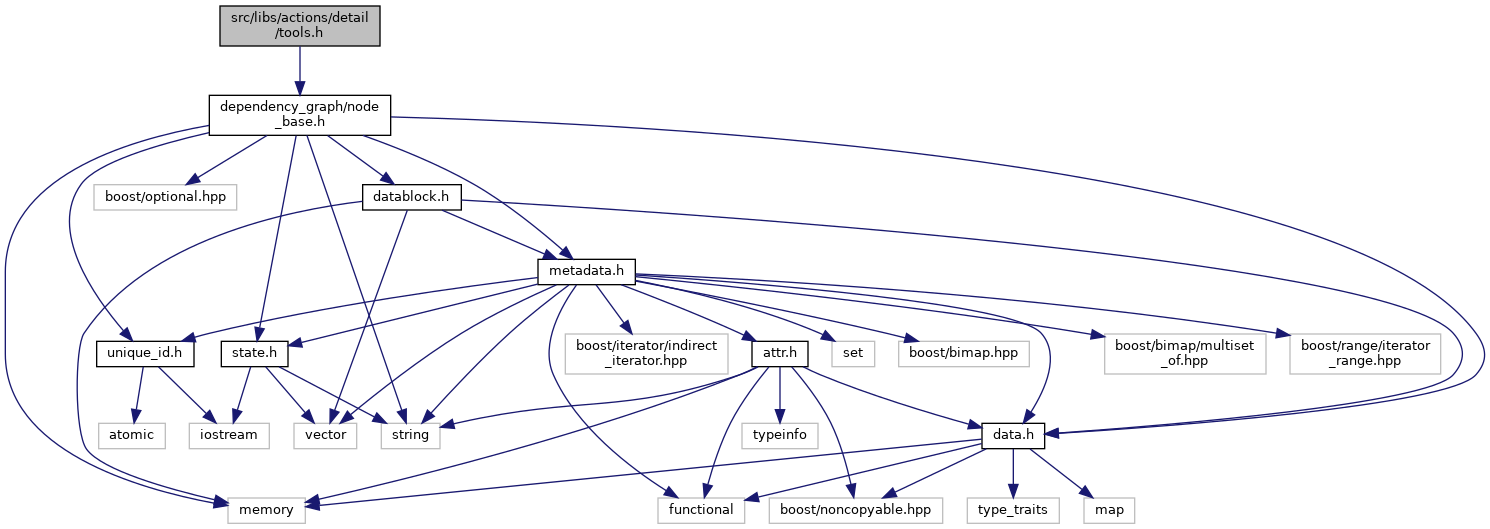 src/libs/actions/detail
/tools.h
dependency_graph/node
_base.h
boost/optional.hpp
datablock.h
metadata.h
unique_id.h
state.h
boost/iterator/indirect
_iterator.hpp
attr.h
set
boost/bimap.hpp
boost/bimap/multiset
_of.hpp
boost/range/iterator
_range.hpp
atomic
iostream
vector
string
typeinfo
data.h
memory
functional
boost/noncopyable.hpp
type_traits
map